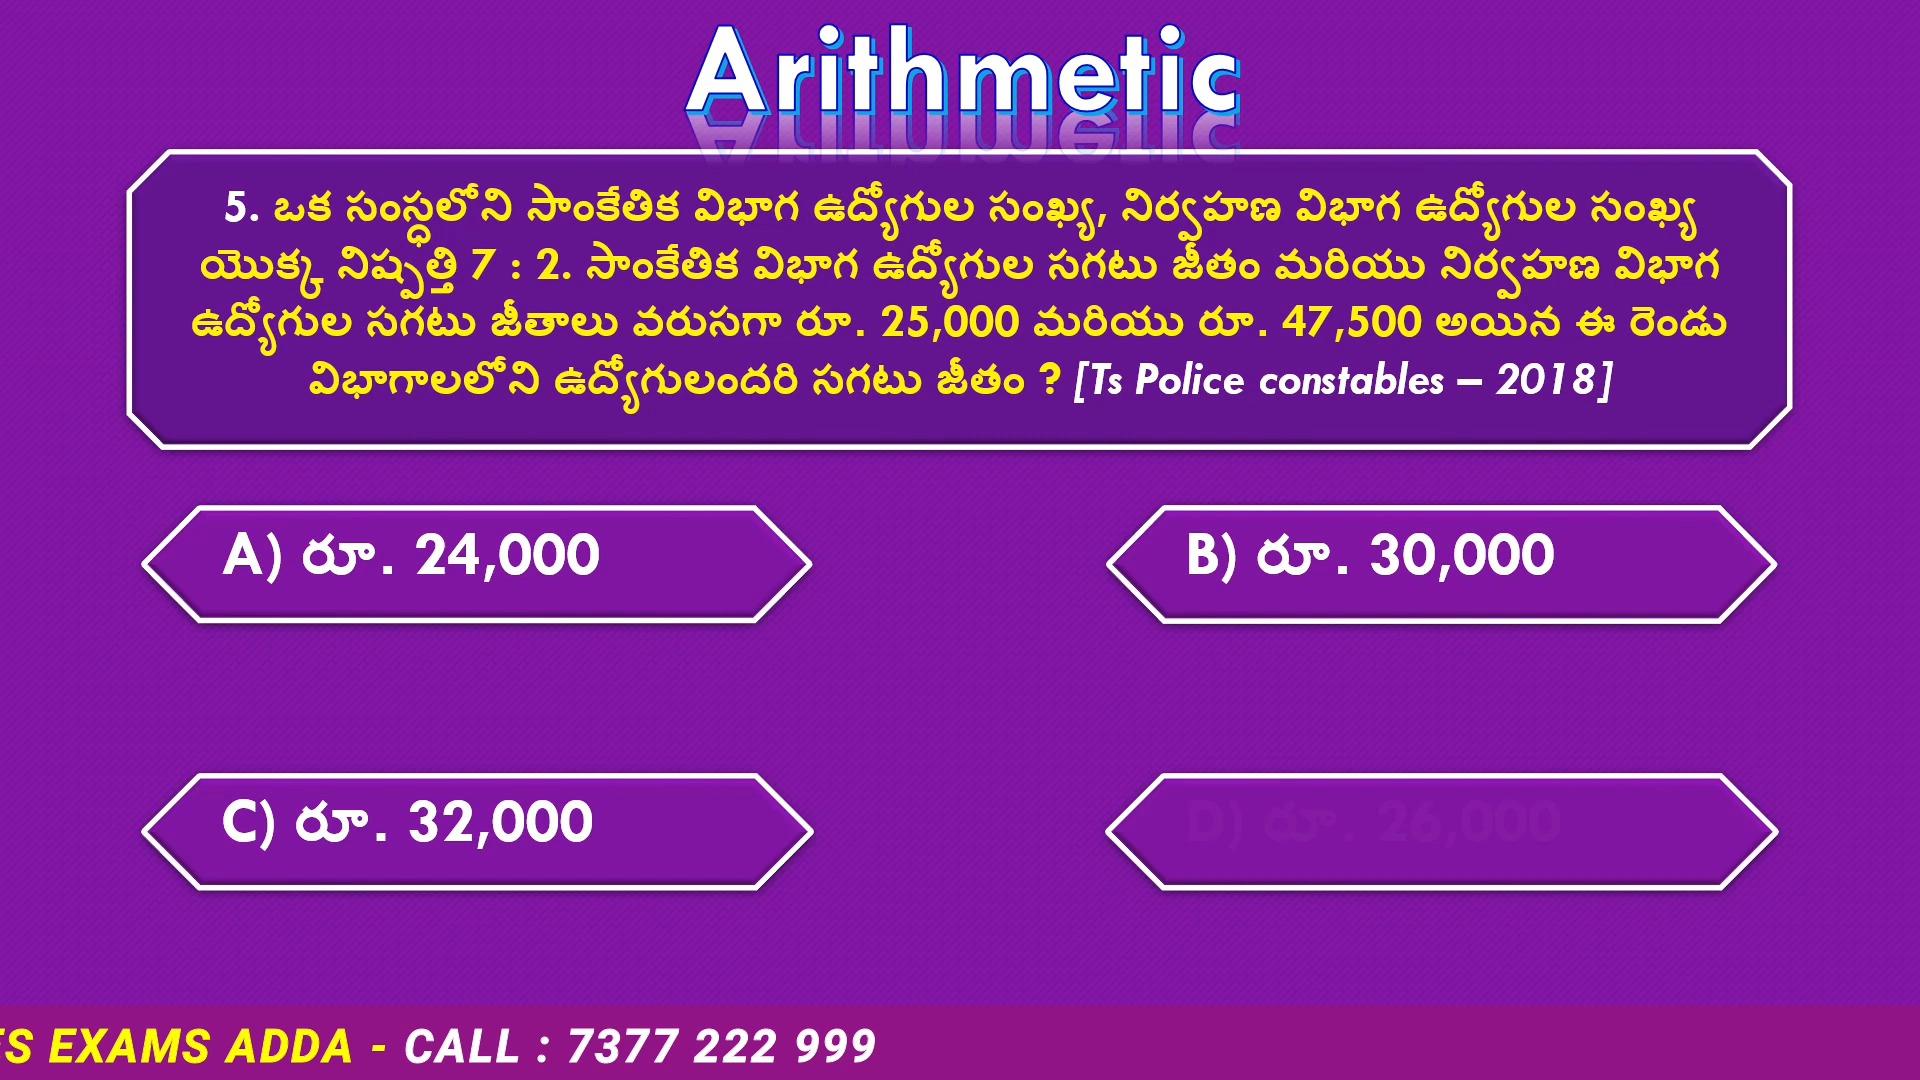 Arithmetic
5. ఒక సంస్థలోని సాంకేతిక విభాగ ఉద్యోగుల సంఖ్య, నిర్వహణ విభాగ ఉద్యోగుల సంఖ్య
యొక్క నిష్పత్తి 7 : 2. సాంకేతిక విభాగ ఉద్యోగుల సగటు జీతం మరియు నిర్వహణ విభాగ
ఉద్యోగుల సగటు జీతాలు వరుసగా రూ. 25,000 మరియు రూ. 47,500 అయిన ఈ రెండు
విభాగాలలోని ఉద్యోగులందరి సగటు జీతం ? [Ts Police constables – 2018]
A) రూ. 24,000
B) రూ. 30,000
C) రూ. 32,000
D) రూ. 26,000
ES EXAMS ADDA - CALL : 7377 222 999